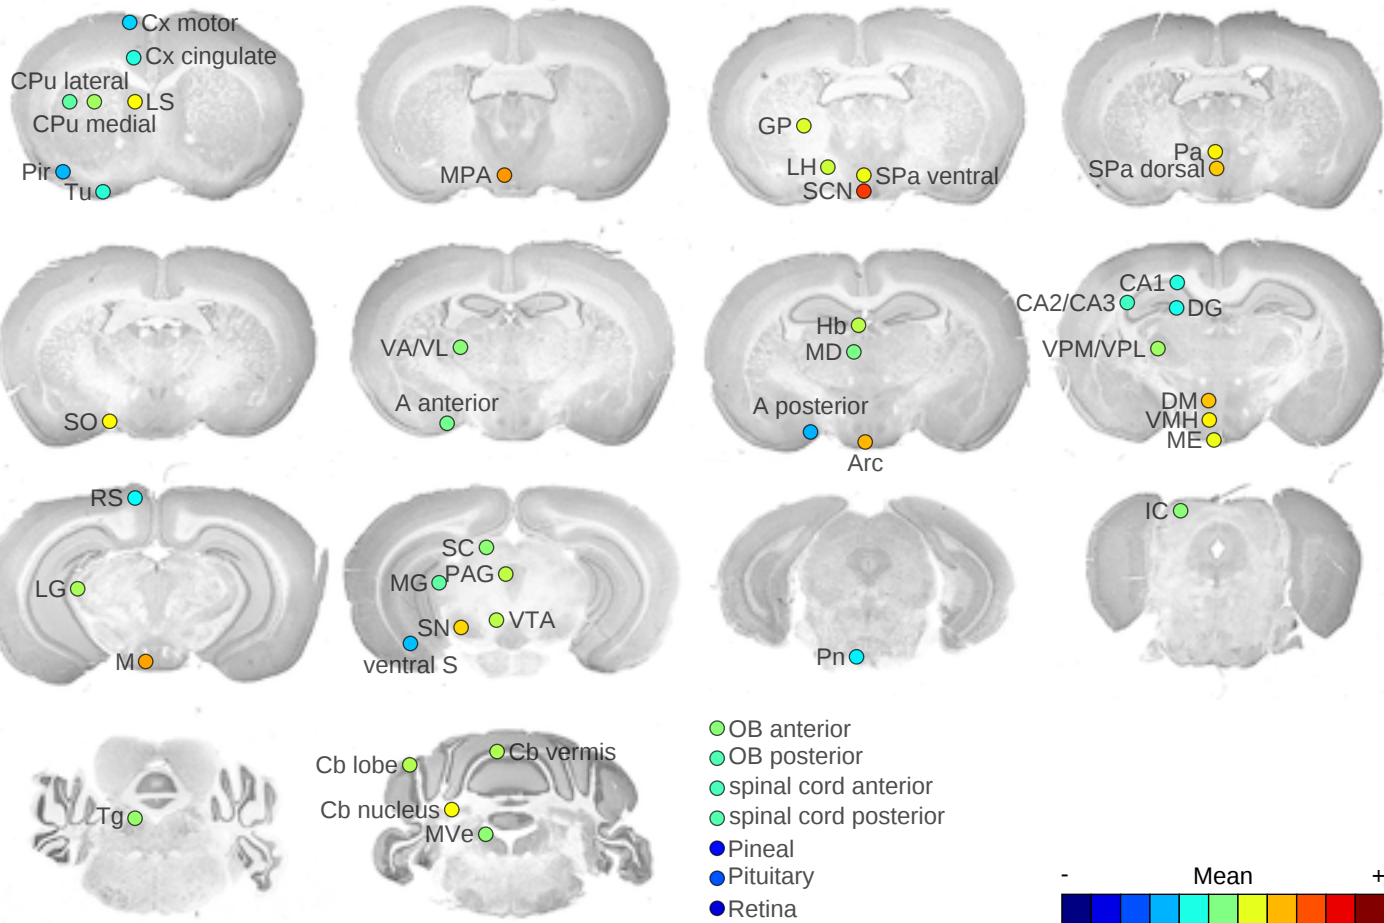 Cx motor
Cx cingulate
CPu lateral
LS
CPu medial
Pir
Tu
MPA
GP
LH
SPa ventral
SCN
Pa
SPa dorsal
SO
VA/VL
A anterior
Hb
MD
A posterior
Arc
CA1
CA2/CA3
DG
VPM/VPL
DM
VMH
ME
RS
LG
M
SC
MG
PAG
SN
VTA
ventral S
Pn
IC
Tg
Cb lobe
Cb vermis
Cb nucleus
MVe
OB anterior
OB posterior
spinal cord anterior
spinal cord posterior
Pineal
Pituitary
Retina
- Mean +